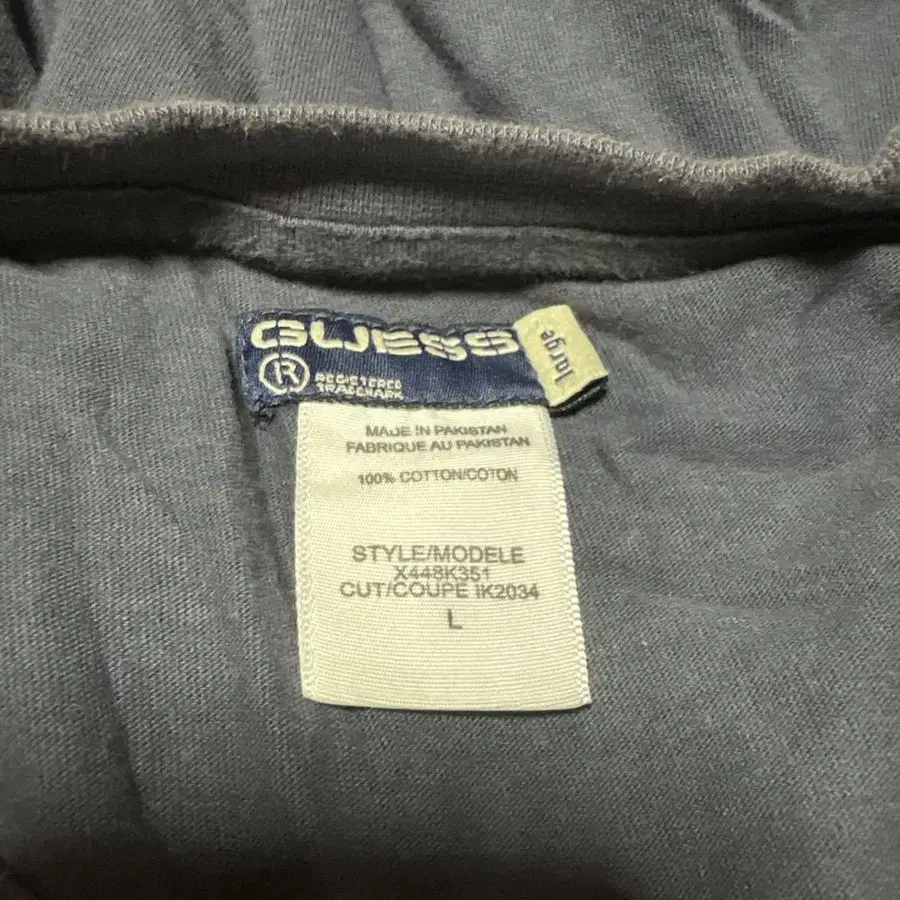 GUESS
large
®
REGISTERED
TRADEMARK
MADE IN PAKISTAN
FABRIQUE AU PAKISTAN
100% COTTON/COTON
STYLE/MODELE
X448K351
CUT/COUPE IK2034
L